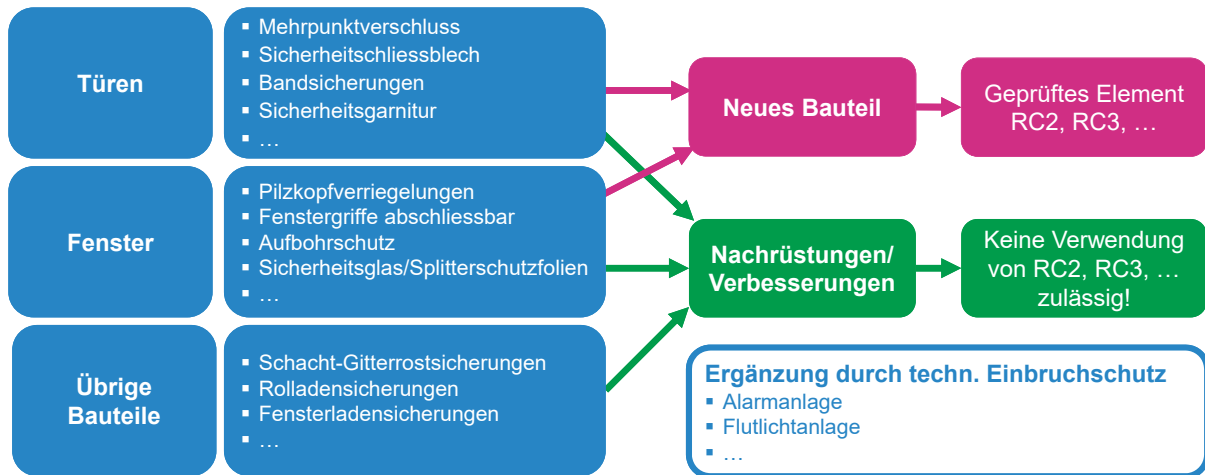 Türen
▪ Mehrpunktverschluss
▪ Sicherheitschliessblech
▪ Bandsicherungen
▪ Sicherheitsgarnitur
▪ …
Fenster
▪ Pilzkopfverriegelungen
▪ Fenstergriffe abschliessbar
▪ Aufbohrschutz
▪ Sicherheitsglas/Splitterschutzfolien
▪ …
Übrige
Bauteile
▪ Schacht-Gitterrostsicherungen
▪ Rolladensicherungen
▪ Fensterladensicherungen
▪ …
Neues Bauteil
Geprüftes Element
RC2, RC3, …
Nachrüstungen/
Verbesserungen
Keine Verwendung
von RC2, RC3, …
zulässig!
Ergänzung durch techn. Einbruchschutz
▪ Alarmanlage
▪ Flutlichtanlage
▪ …